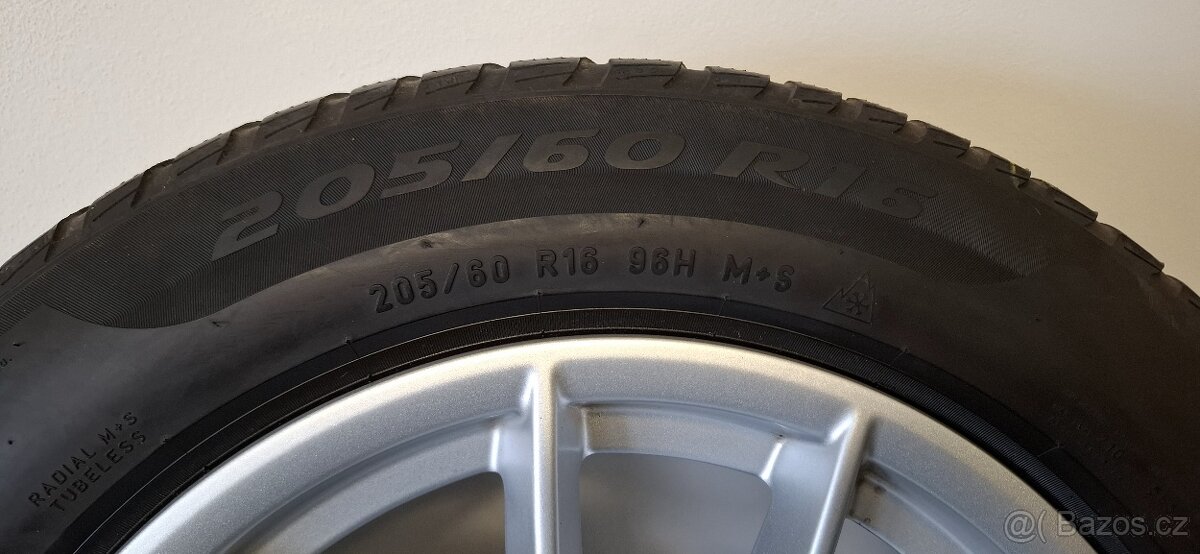 205/60 R16
205/60 R16 96H M+S
RADIAL M+S
TUBELESS
@( Bazos.cz